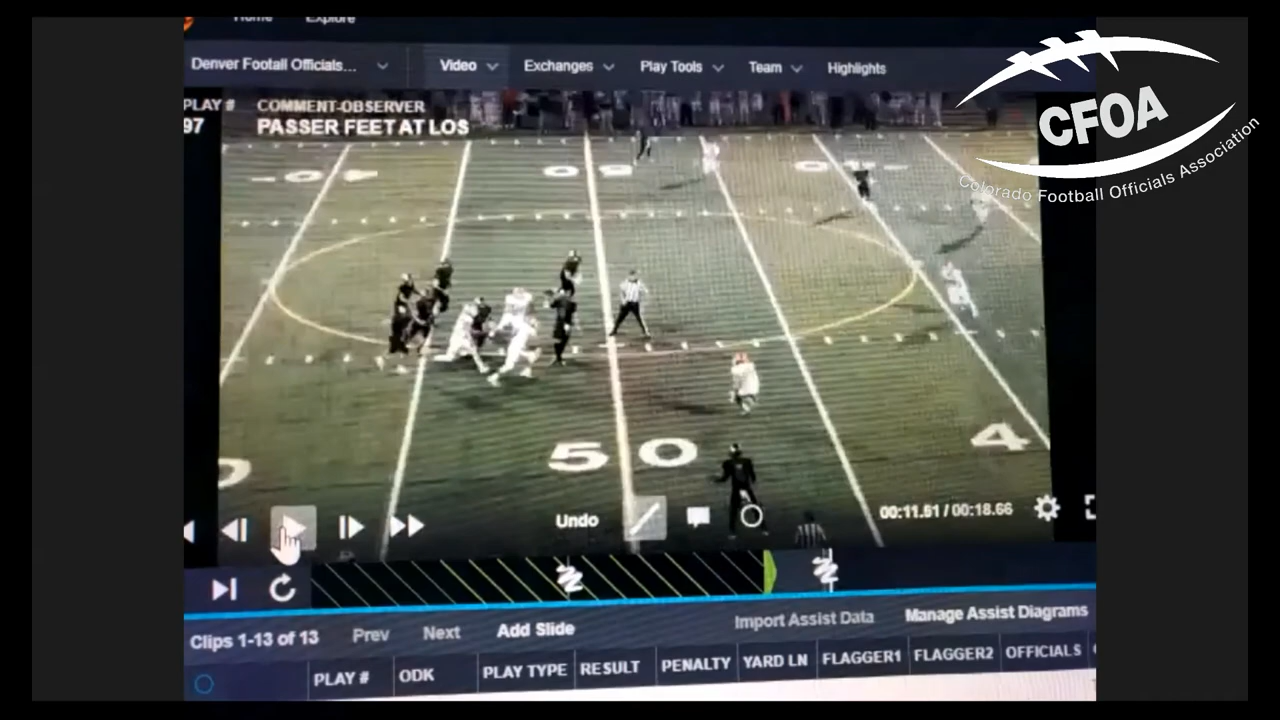 Home Explore
Denver Footall Officials... Video Exchanges Play Tools Team Highlights
PLAY # COMMENT-OBSERVER
97 PASSER FEET AT LOS
CFOA
Colorado Football Officials Association
5 0
4
Undo
00:11.51 / 00:18.66
Clips 1-13 of 13 Prev Next Add Slide Import Assist Data Manage Assist Diagrams
PLAY # ODK PLAY TYPE RESULT PENALTY YARD LN FLAGGER1 FLAGGER2 OFFICIALS